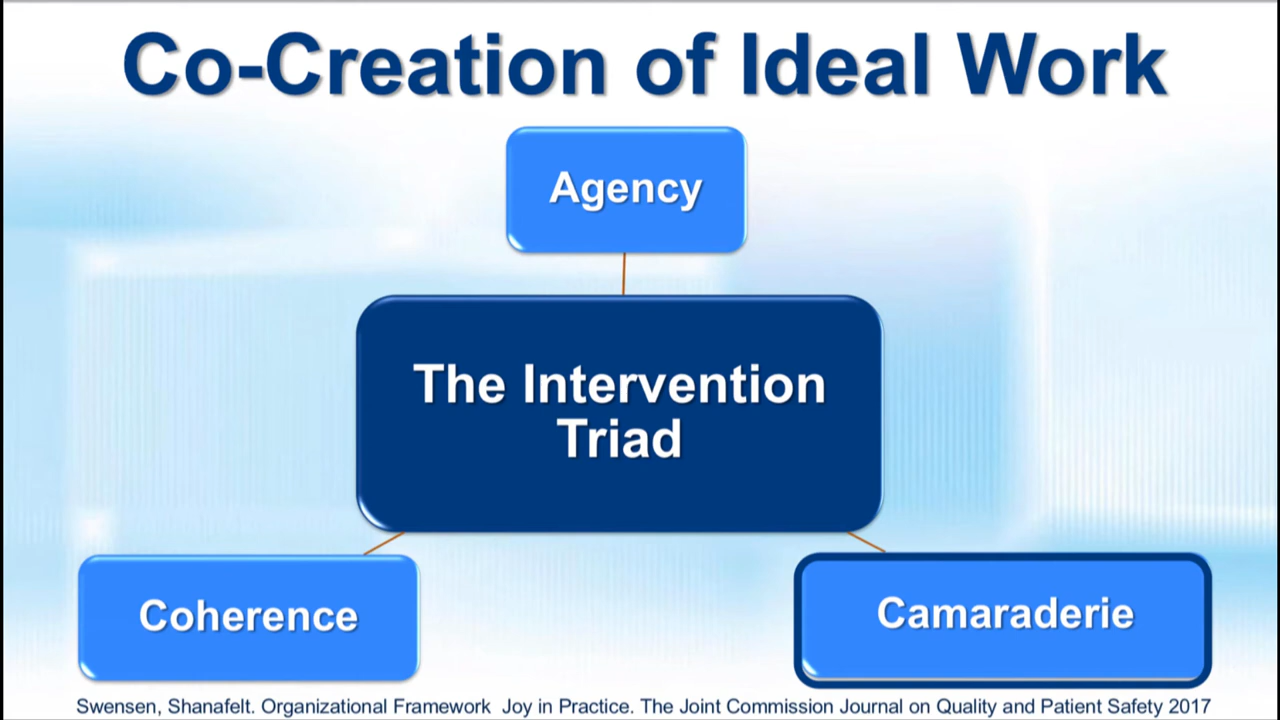 Co-Creation of Ideal Work
Agency
The Intervention
Triad
Coherence
Camaraderie
Swensen, Shanafelt. Organizational Framework  Joy in Practice. The Joint Commission Journal on Quality and Patient Safety 2017